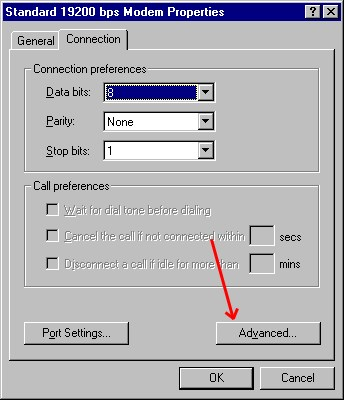 Standard 19200 bps Modem Properties
General Connection
Connection preferences
Data bits: 8
Parity: None
Stop bits: 1
Call preferences
Wait for dial tone before dialing
Cancel the call if not connected within secs
Disconnect a call if idle for more than mins
Port Settings... Advanced...
OK Cancel